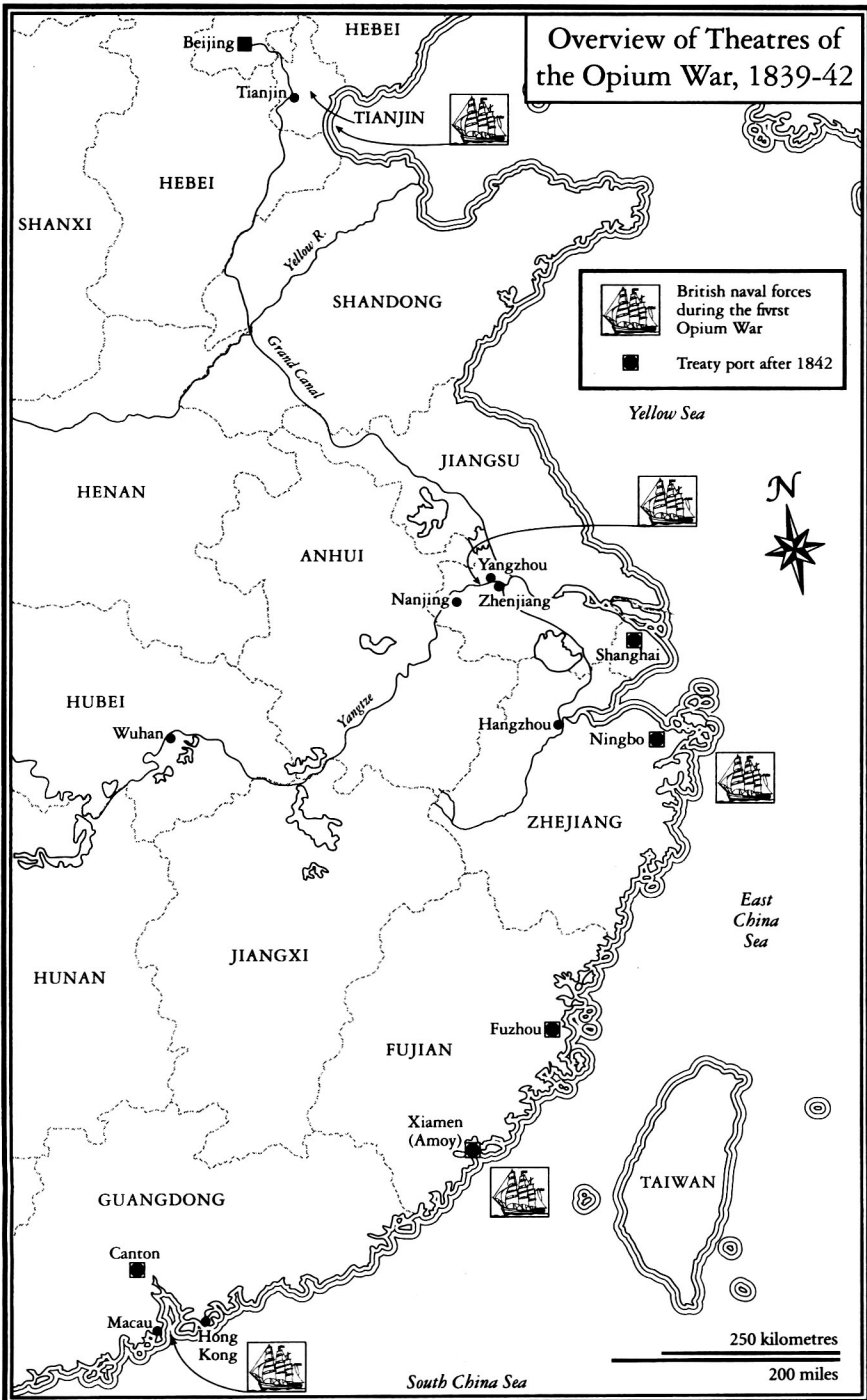 Overview of Theatres of
the Opium War, 1839-42
HEBEI
Beijing
Tianjin
TIANJIN
HEBEI
SHANXI
Yellow R.
SHANDONG
British naval forces
during the fivrst
Opium War
Treaty port after 1842
Grand Canal
Yellow Sea
JIANGSU
HENAN
N
ANHUI
Yangzhou
Nanjing
Zhenjiang
Shanghai
HUBEI
Yangtze
Wuhan
Hangzhou
Ningbo
ZHEJIANG
East
China
Sea
JIANGXI
HUNAN
Fuzhou
FUJIAN
Xiamen
(Amoy)
TAIWAN
GUANGDONG
Canton
Macau
Hong
Kong
250 kilometres
200 miles
South China Sea